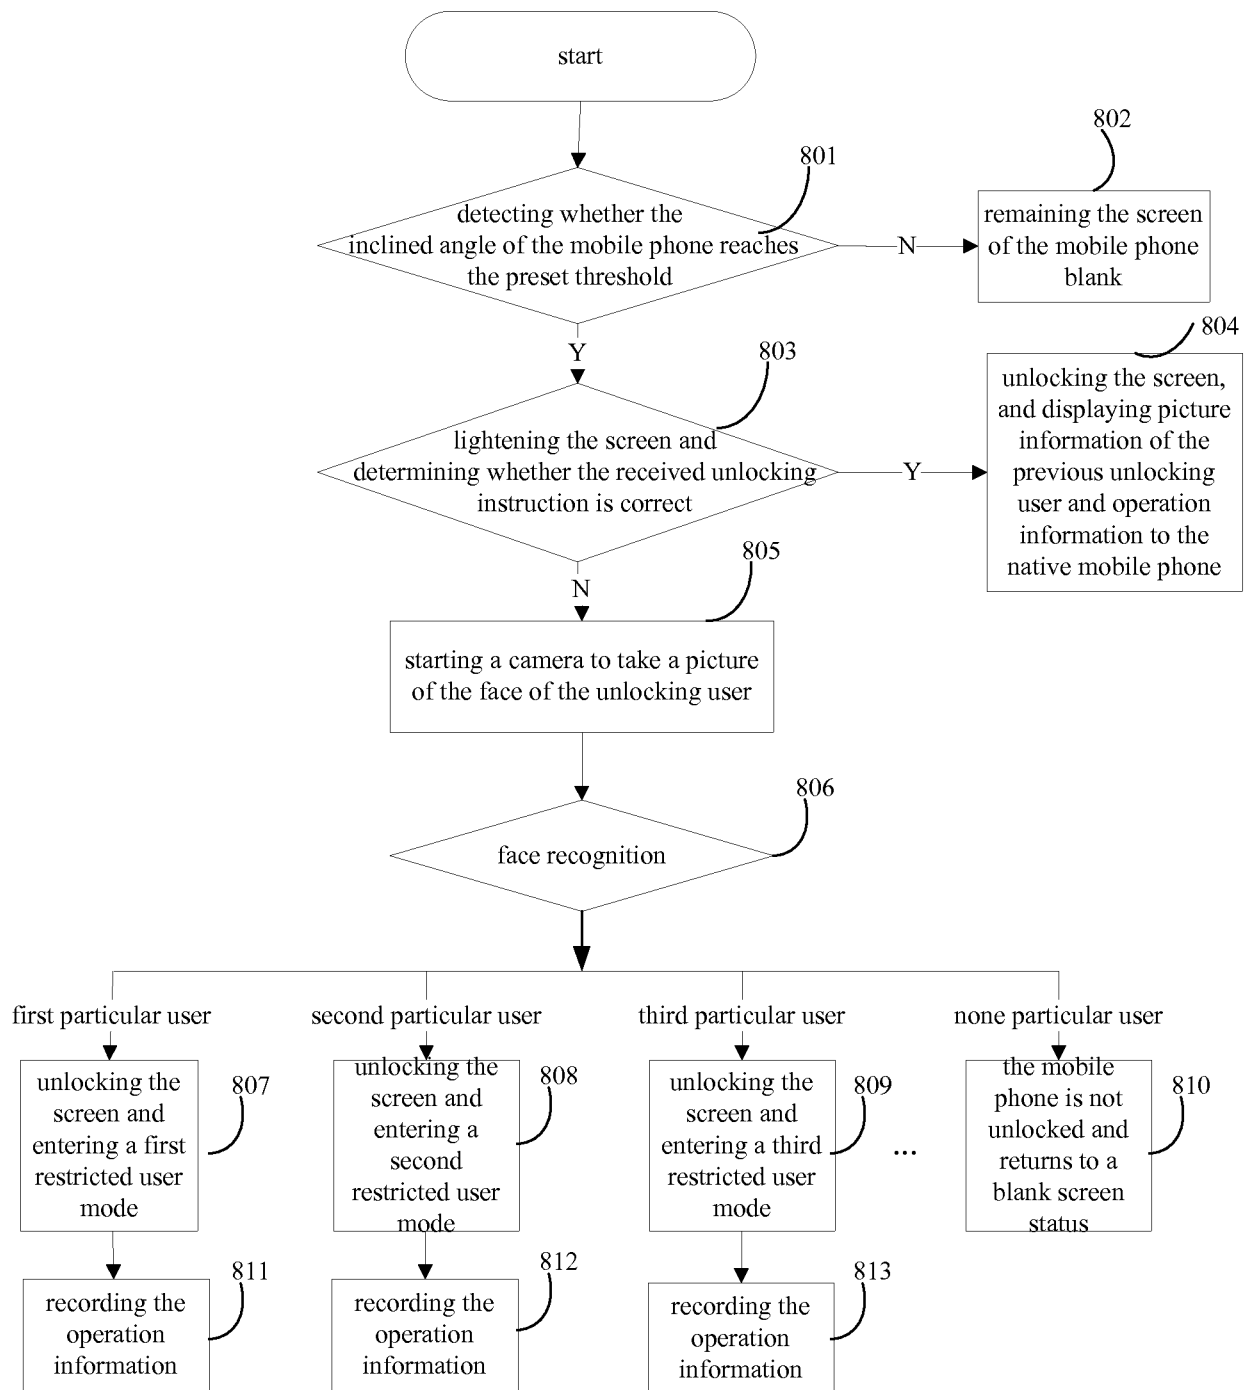 start
801
detecting whether the
inclined angle of the mobile phone reaches
the preset threshold
N
802
remaining the screen
of the mobile phone
blank
Y
803
lightening the screen and
determining whether the received unlocking
instruction is correct
Y
804
unlocking the screen,
and displaying picture
information of the
previous unlocking
user and operation
information to the
native mobile phone
N
805
starting a camera to take a picture
of the face of the unlocking user
806
face recognition
first particular user
second particular user
third particular user
none particular user
807
unlocking the
screen and
entering a first
restricted user
mode
808
unlocking the
screen and
entering a
second
restricted user
mode
809
unlocking the
screen and
entering a third
restricted user
mode
...
810
the mobile
phone is not
unlocked and
returns to a
blank screen
status
811
recording the
operation
information
812
recording the
operation
information
813
recording the
operation
information